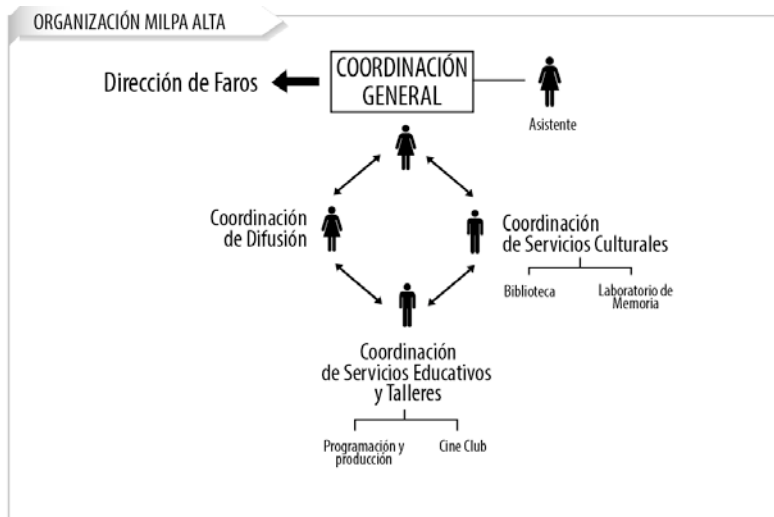 ORGANIZACIÓN MILPA ALTA
Dirección de Faros
COORDINACIÓN
GENERAL
Asistente
Coordinación
de Difusión
Coordinación
de Servicios Culturales
Biblioteca
Laboratorio de
Memoria
Coordinación
de Servicios Educativos
y Talleres
Programación y
producción
Cine Club